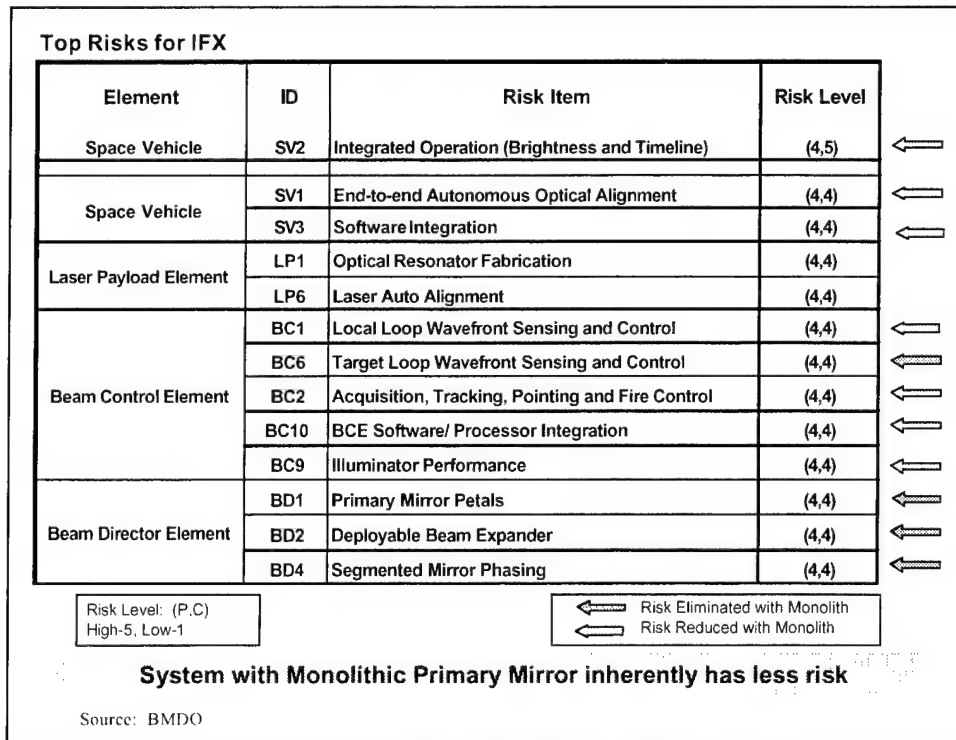 Top Risks for IFX
Element ID Risk Item Risk Level
Space Vehicle SV2 Integrated Operation (Brightness and Timeline) (4,5)
Space Vehicle
SV1 End-to-end Autonomous Optical Alignment (4,4)
SV3 Software Integration (4,4)
Laser Payload Element
LP1 Optical Resonator Fabrication (4,4)
LP6 Laser Auto Alignment (4,4)
Beam Control Element
BC1 Local Loop Wavefront Sensing and Control (4,4)
BC6 Target Loop Wavefront Sensing and Control (4,4)
BC2 Acquisition, Tracking, Pointing and Fire Control (4,4)
BC10 BCE Software/ Processor Integration (4,4)
BC9 Illuminator Performance (4,4)
Beam Director Element
BD1 Primary Mirror Petals (4,4)
BD2 Deployable Beam Expander (4,4)
BD4 Segmented Mirror Phasing (4,4)
Risk Level: (P,C)
High-5, Low-1
Risk Eliminated with Monolith
Risk Reduced with Monolith
System with Monolithic Primary Mirror inherently has less risk
Source: BMDO